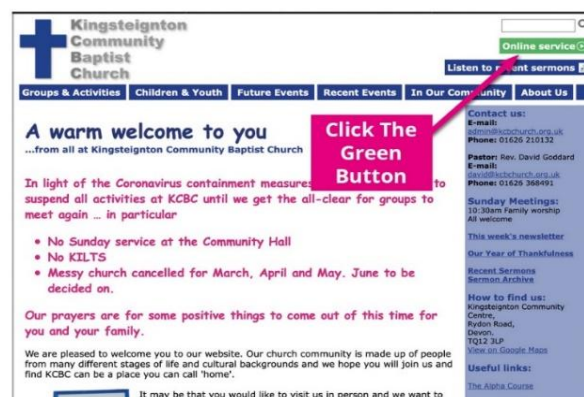 Kingsteignton
Community
Baptist
Church
Online service
Listen to recent sermons
Groups & Activities
Children & Youth
Future Events
Recent Events
In Our Community
About Us
Click The
Green
Button
A warm welcome to you
...from all at Kingsteignton Community Baptist Church
In light of the Coronavirus containment measures to
suspend all activities at KCBC until we get the all-clear for groups to
meet again ... in particular
• No Sunday service at the Community Hall
• No KILTS
• Messy church cancelled for March, April and May. June to be
decided on.
Our prayers are for some positive things to come out of this time for
you and your family.
We are pleased to welcome you to our website. Our church community is made up of people
from many different stages of life and cultural backgrounds and we hope you will join us and
find KCBC can be a place you can call 'home'.
It may be that you would like to visit us in person and we want to
Contact us:
E-mail:
admin@kcbchurch.org.uk
Phone: 01626 210132
Pastor: Rev. David Goddard
E-mail:
david@kcbchurch.org.uk
Phone: 01626 368491
Sunday Meetings:
10:30am Family worship
All welcome
This week's newsletter
Our Year of Thankfulness
Recent Sermons
Sermon Archive
How to find us:
Kingsteignton Community
Centre,
Rydon Road,
Devon.
TQ12 3LP
View on Google Maps
Useful links:
The Alpha Course